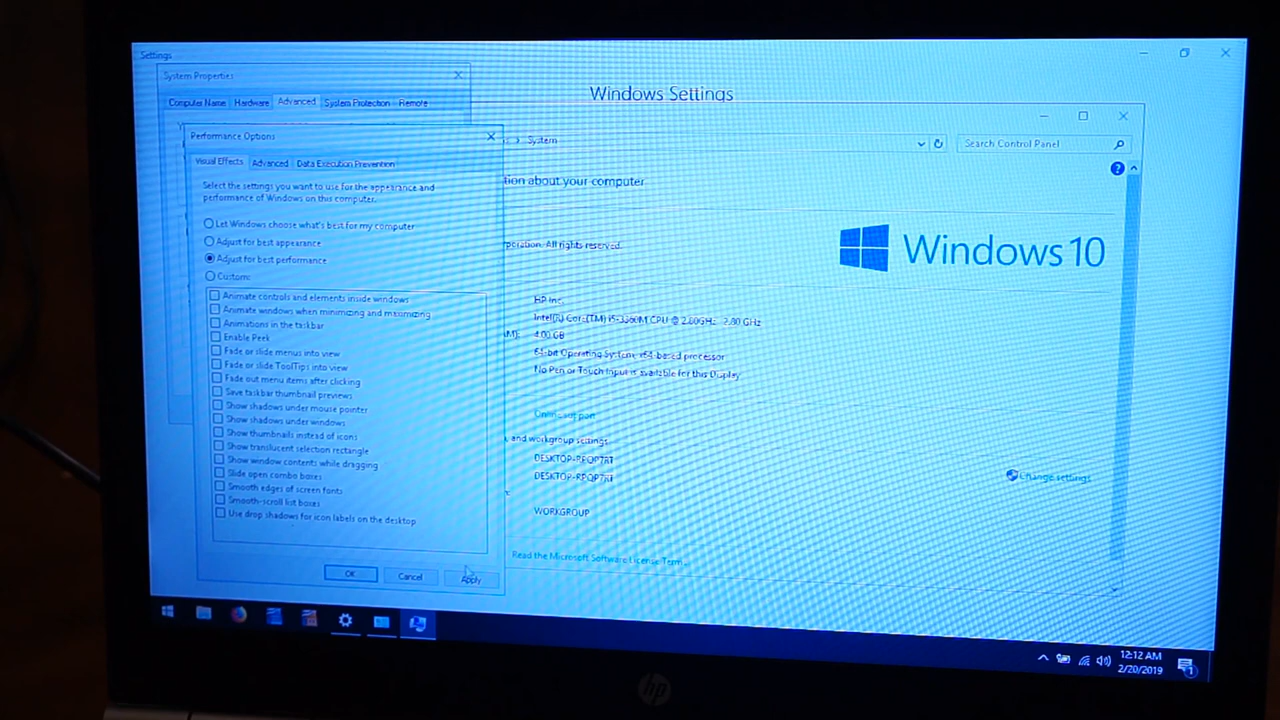 Settings
System Properties
Computer Name Hardware Advanced System Protection Remote
Windows Settings
Performance Options
Visual Effects Advanced Data Execution Prevention
Select the settings you want to use for the appearance and
performance of Windows on this computer.
Let Windows choose what's best for my computer
Adjust for best appearance
Adjust for best performance
Custom:
Animate controls and elements inside windows
Animate windows when minimizing and maximizing
Animations in the taskbar
Enable Peek
Fade or slide menus into view
Fade or slide ToolTips into view
Fade out menu items after clicking
Save taskbar thumbnail previews
Show shadows under mouse pointer
Show shadows under windows
Show thumbnails instead of icons
Show translucent selection rectangle
Show window contents while dragging
Slide open combo boxes
Smooth edges of screen fonts
Smooth-scroll list boxes
Use drop shadows for icon labels on the desktop
OK Cancel Apply
› System
Search Control Panel
tion about your computer
?
rporation. All rights reserved.
Windows 10
HP Inc.
4.00 GB
64-bit Operating System, x64-based processor
No Pen or Touch Input is available for this Display
Online support
, and workgroup settings
WORKGROUP
Change settings
Read the Microsoft Software License Terms
12:12 AM
2/20/2019
1
hp